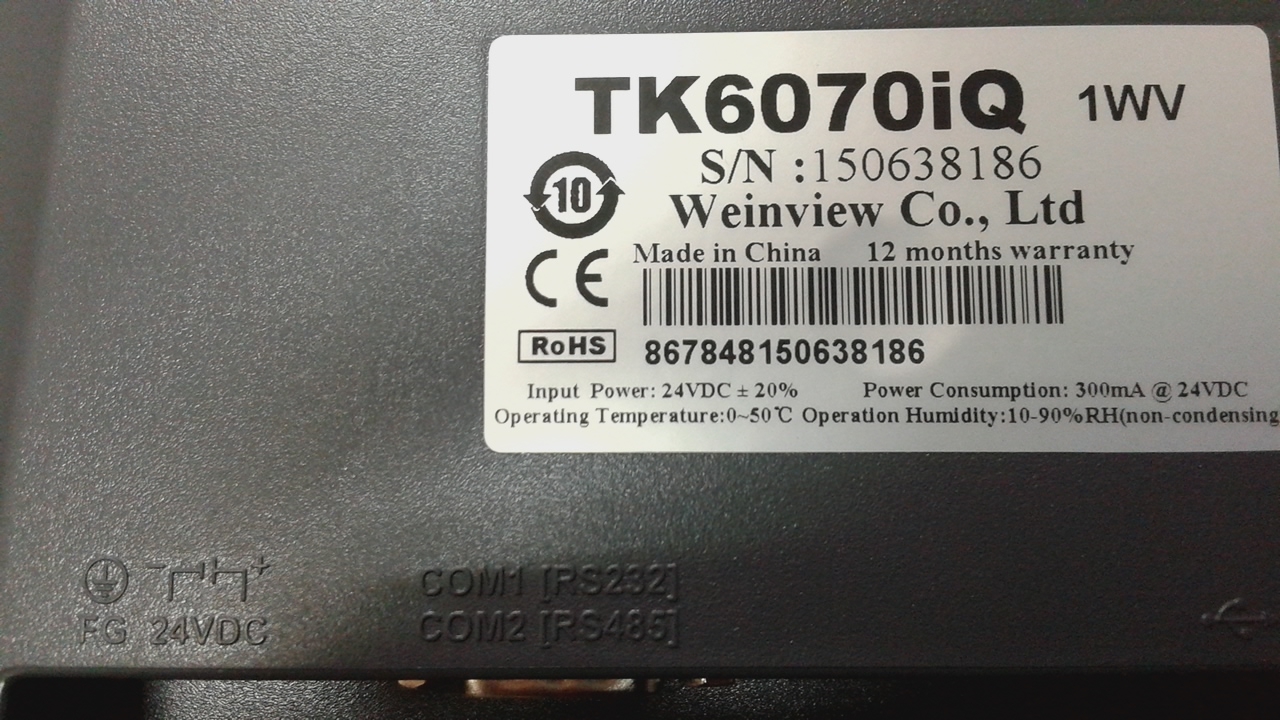 TK6070iQ 1WV
S/N :150638186
10
Weinview Co., Ltd
Made in China 12 months warranty
CE
RoHS
867848150638186
Input Power: 24VDC ± 20% Power Consumption: 300mA @ 24VDC
Operating Temperature:0~50℃ Operation Humidity:10-90%RH(non-condensing
- +
FG 24VDC
COM1 [RS232]
COM2 [RS485]